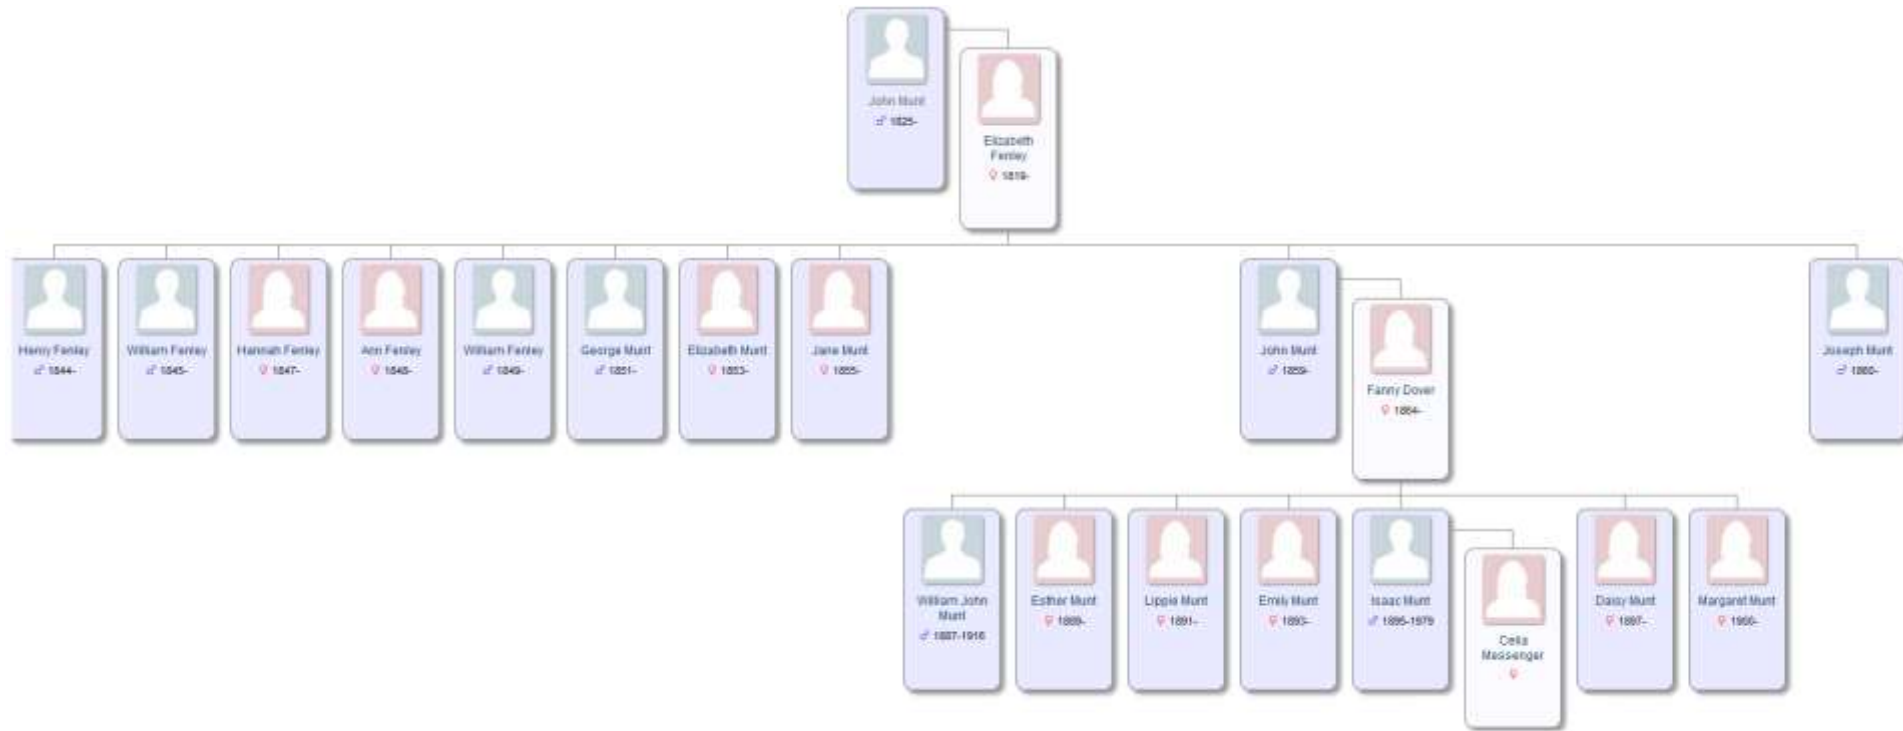 John Munt
♂ 1825-
Elizabeth
Fenley
♀ 1819-
Henry Fenley
♂ 1844-
William Fenley
♂ 1845-
Hannah Fenley
♀ 1847-
Ann Fenley
♀ 1848-
William Fenley
♂ 1849-
George Munt
♂ 1851-
Elizabeth Munt
♀ 1853-
Jane Munt
♀ 1855-
John Munt
♂ 1859-
Fanny Dover
♀ 1864-
Joseph Munt
♂ 1860-
William John
Munt
♂ 1887-1916
Esther Munt
♀ 1889-
Lippie Munt
♀ 1891-
Emily Munt
♀ 1893-
Isaac Munt
♂ 1895-1979
Celia
Messenger
♀
Daisy Munt
♀ 1897-
Margaret Munt
♀